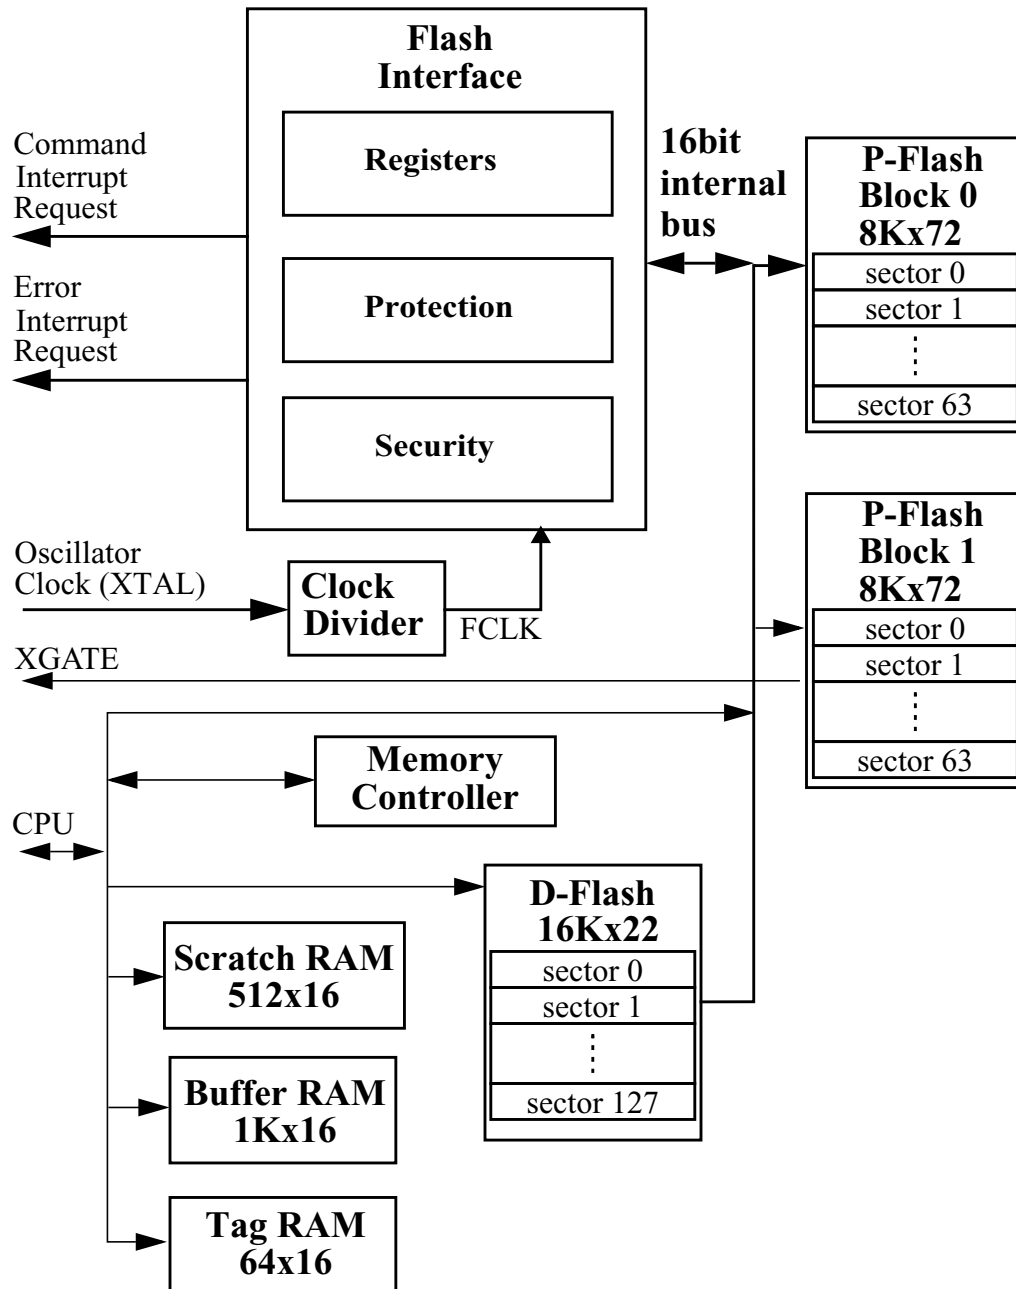 Flash
Interface
Registers
Protection
Security
Command
Interrupt
Request
Error
Interrupt
Request
16bit
internal
bus
P-Flash
Block 0
8Kx72
sector 0
sector 1
sector 63
P-Flash
Block 1
8Kx72
sector 0
sector 1
sector 63
Oscillator
Clock (XTAL)
Clock
Divider
FCLK
XGATE
Memory
Controller
CPU
D-Flash
16Kx22
sector 0
sector 1
sector 127
Scratch RAM
512x16
Buffer RAM
1Kx16
Tag RAM
64x16